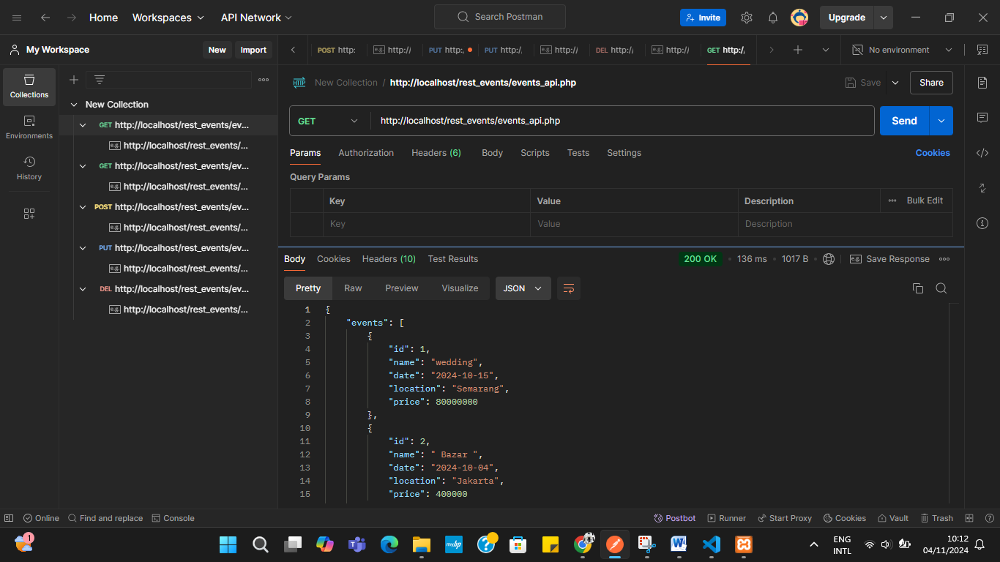 Home Workspaces API Network Search Postman Invite Upgrade
My Workspace New Import POST http: e.g. http:// PUT http:, PUT http:/, e.g. http:// DEL http:// e.g. http:// GET http:/, No environment
Collections
Environments
History
New Collection
GET http://localhost/rest_events/ev...
e.g. http://localhost/rest_events/...
GET http://localhost/rest_events/ev...
e.g. http://localhost/rest_events/...
POST http://localhost/rest_events/ev...
e.g. http://localhost/rest_events/...
PUT http://localhost/rest_events/ev...
e.g. http://localhost/rest_events/...
DEL http://localhost/rest_events/ev...
e.g. http://localhost/rest_events/...
HTTP New Collection / http://localhost/rest_events/events_api.php Save Share
GET http://localhost/rest_events/events_api.php Send
Params Authorization Headers (6) Body Scripts Tests Settings Cookies
Query Params
Key Value Description Bulk Edit
Key Value Description
Body Cookies Headers (10) Test Results 200 OK 136 ms 1017 B e.g. Save Response
Pretty Raw Preview Visualize JSON
1 {
2 "events": [
3 {
4 "id": 1,
5 "name": "wedding",
6 "date": "2024-10-15",
7 "location": "Semarang",
8 "price": 80000000
9 },
10 {
11 "id": 2,
12 "name": " Bazar ",
13 "date": "2024-10-04",
14 "location": "Jakarta",
15 "price": 400000
Online Find and replace Console Postbot Runner Start Proxy Cookies Vault Trash
1 myhp ENG 10:12
INTL 04/11/2024